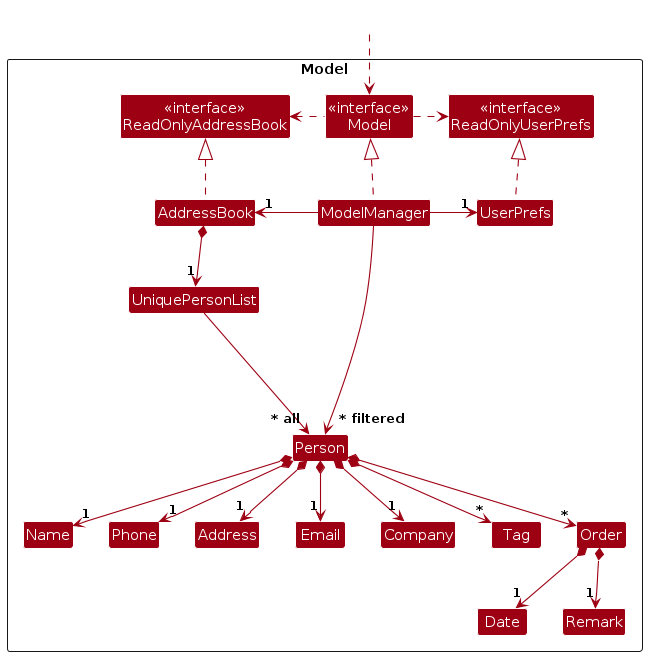 Model
«interface»
ReadOnlyAddressBook
«interface»
Model
«interface»
ReadOnlyUserPrefs
AddressBook
1
ModelManager
1
UserPrefs
1
UniquePersonList
* all
* filtered
Person
1
1
1
1
1
*
*
Name
Phone
Address
Email
Company
Tag
Order
1
1
Date
Remark